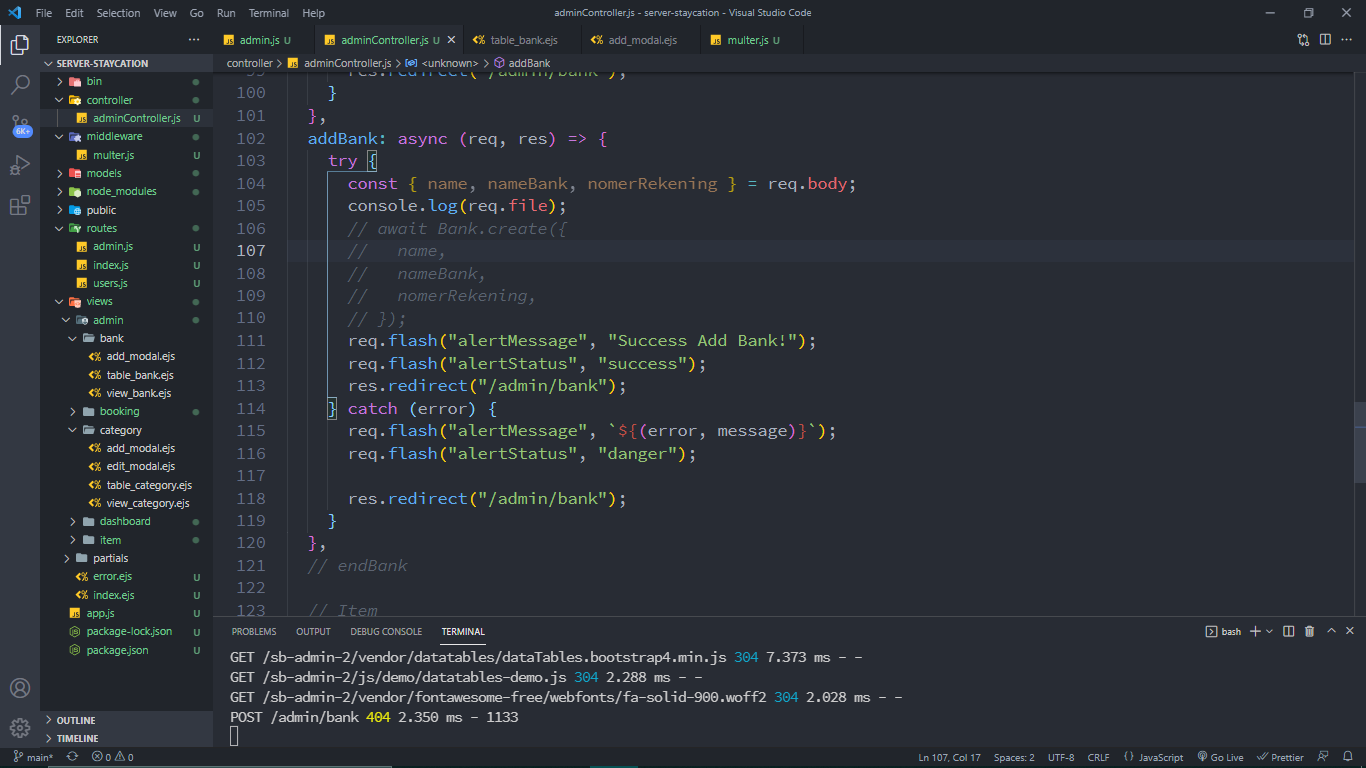 File Edit Selection View Go Run Terminal Help adminController.js - server-staycation - Visual Studio Code
EXPLORER ···
admin.js U adminController.js U table_bank.ejs add_modal.ejs multer.js U
controller > adminController.js > <unknown> > addBank
SERVER-STAYCATION
bin
controller
adminController.js U
middleware
multer.js U
models
node_modules
public
routes
admin.js U
index.js U
users.js U
views
admin
bank
add_modal.ejs
table_bank.ejs
view_bank.ejs
booking
category
add_modal.ejs
edit_modal.ejs
table_category.ejs
view_category.ejs
dashboard
item
partials
error.ejs U
index.ejs U
app.js U
package-lock.json U
package.json U
OUTLINE
TIMELINE
6K+
99 res.redirect("/admin/bank");
100 }
101 },
102 addBank: async (req, res) => {
103 try {
104 const { name, nameBank, nomerRekening } = req.body;
105 console.log(req.file);
106 // await Bank.create({
107 //   name,
108 //   nameBank,
109 //   nomerRekening,
110 // });
111 req.flash("alertMessage", "Success Add Bank!");
112 req.flash("alertStatus", "success");
113 res.redirect("/admin/bank");
114 } catch (error) {
115 req.flash("alertMessage", `${(error, message)}`);
116 req.flash("alertStatus", "danger");
117
118 res.redirect("/admin/bank");
119 }
120 },
121 // endBank
122
123 // Item
PROBLEMS OUTPUT DEBUG CONSOLE TERMINAL bash
GET /sb-admin-2/vendor/datatables/dataTables.bootstrap4.min.js 304 7.373 ms - -
GET /sb-admin-2/js/demo/datatables-demo.js 304 2.288 ms - -
GET /sb-admin-2/vendor/fontawesome-free/webfonts/fa-solid-900.woff2 304 2.028 ms - -
POST /admin/bank 404 2.350 ms - 1133
main* 0 0 Ln 107, Col 17 Spaces: 2 UTF-8 CRLF JavaScript Go Live Prettier